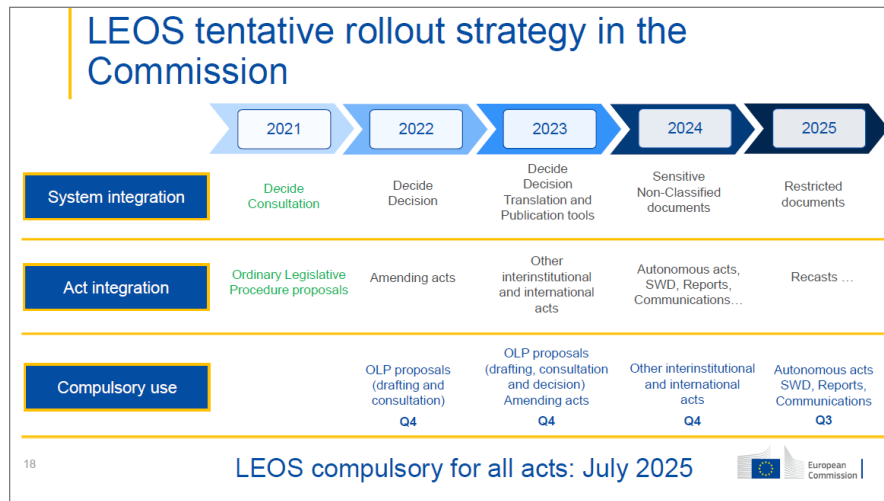 LEOS tentative rollout strategy in the
Commission
2021
2022
2023
2024
2025
System integration
Decide
Consultation
Decide
Decision
Decide
Decision
Translation and
Publication tools
Sensitive
Non-Classified
documents
Restricted
documents
Act integration
Ordinary Legislative
Procedure proposals
Amending acts
Other
interinstitutional
and international
acts
Autonomous acts,
SWD, Reports,
Communications…
Recasts …
Compulsory use
OLP proposals
(drafting and
consultation)
Q4
OLP proposals
(drafting, consultation
and decision)
Amending acts
Q4
Other interinstitutional
and international
acts
Q4
Autonomous acts
SWD, Reports,
Communications
Q3
18
LEOS compulsory for all acts: July 2025
European
Commission